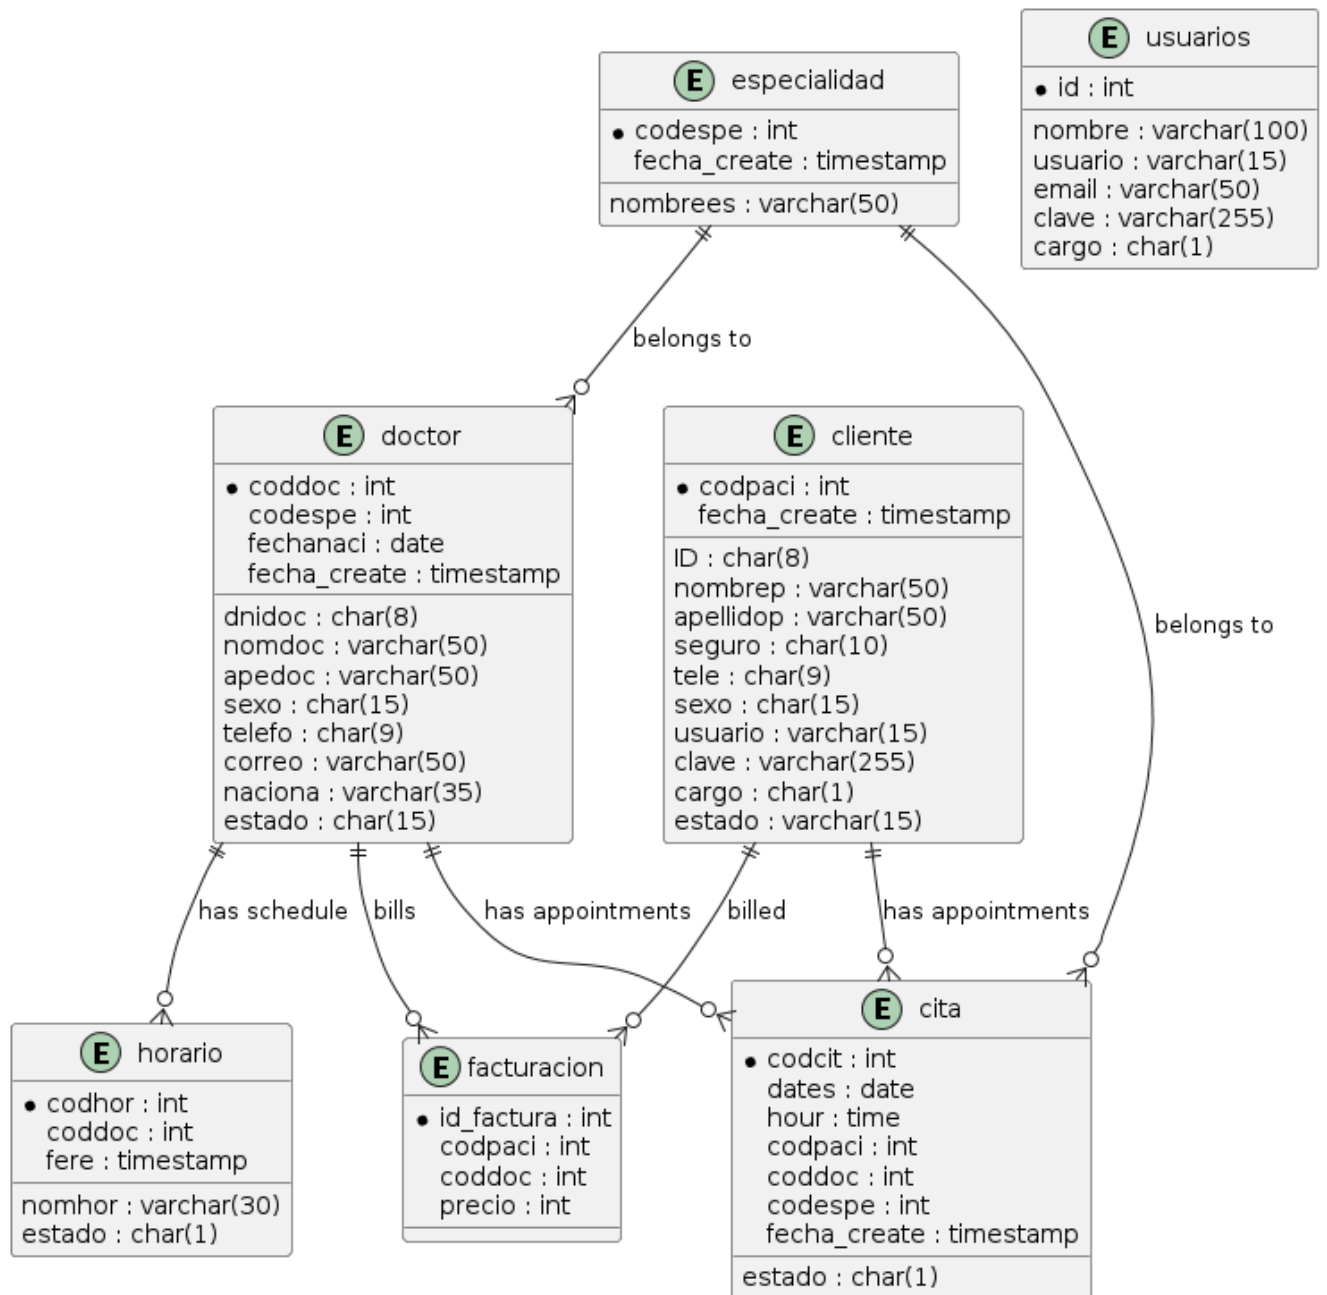 E usuarios
id : int
nombre : varchar(100)
usuario : varchar(15)
email : varchar(50)
clave : varchar(255)
cargo : char(1)
E especialidad
codespe : int
fecha_create : timestamp
nombrees : varchar(50)
belongs to
E doctor
coddoc : int
codespe : int
fechanaci : date
fecha_create : timestamp
dnidoc : char(8)
nomdoc : varchar(50)
apedoc : varchar(50)
sexo : char(15)
telefo : char(9)
correo : varchar(50)
naciona : varchar(35)
estado : char(15)
E cliente
codpaci : int
fecha_create : timestamp
ID : char(8)
nombrep : varchar(50)
apellidop : varchar(50)
seguro : char(10)
tele : char(9)
sexo : char(15)
usuario : varchar(15)
clave : varchar(255)
cargo : char(1)
estado : varchar(15)
belongs to
has schedule
bills
has appointments
billed
has appointments
E horario
codhor : int
coddoc : int
fere : timestamp
nomhor : varchar(30)
estado : char(1)
E facturacion
id_factura : int
codpaci : int
coddoc : int
precio : int
E cita
codcit : int
dates : date
hour : time
codpaci : int
coddoc : int
codespe : int
fecha_create : timestamp
estado : char(1)